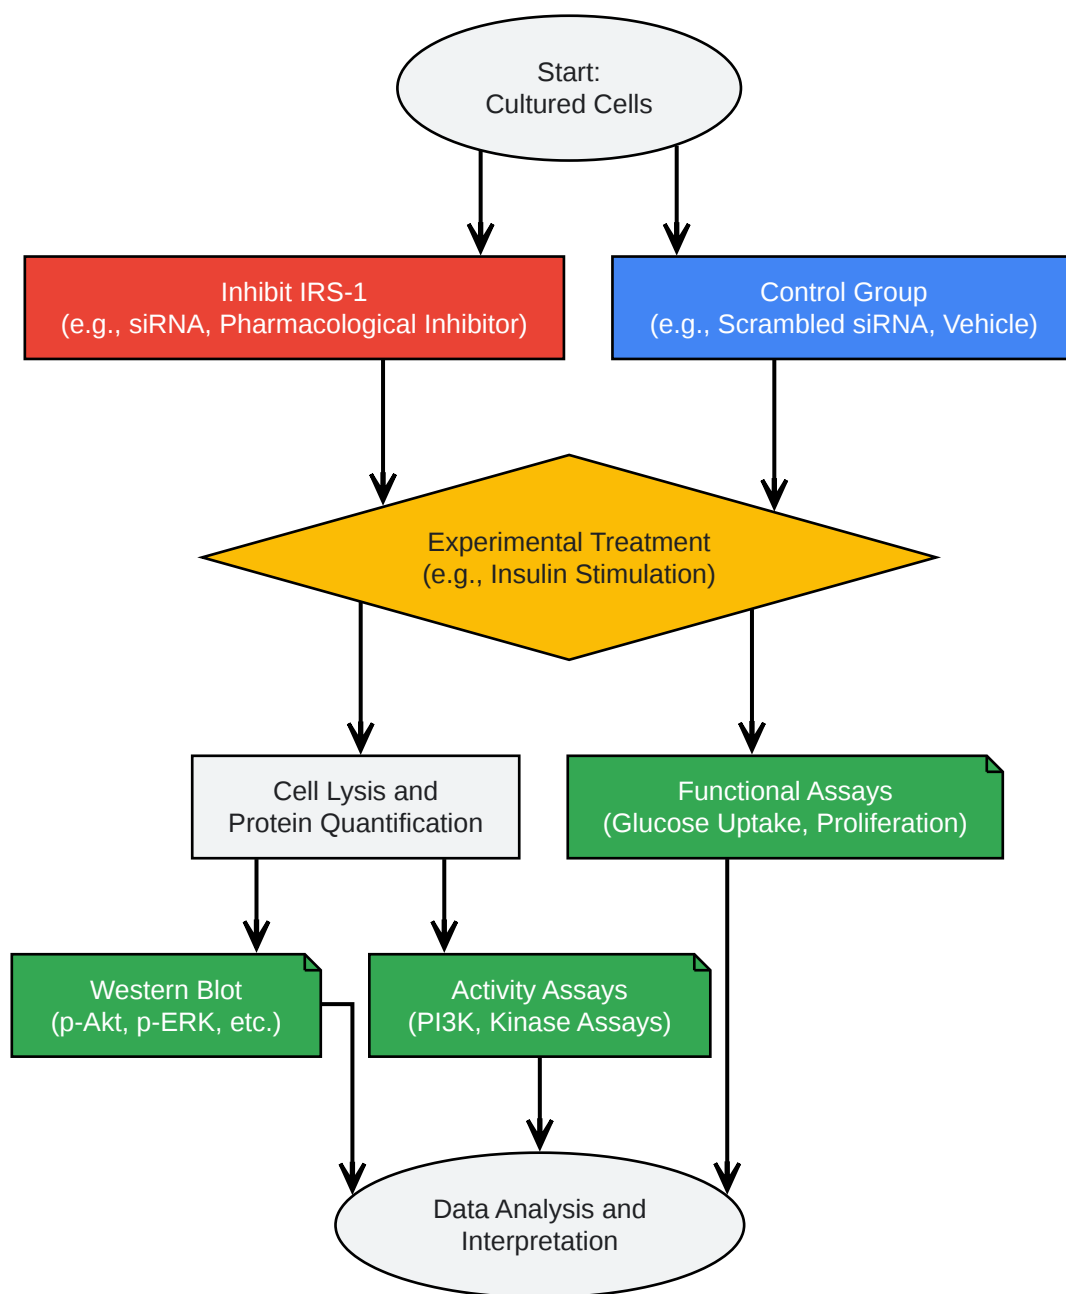 Start:
Cultured Cells
Inhibit IRS-1
(e.g., siRNA, Pharmacological Inhibitor)
Control Group
(e.g., Scrambled siRNA, Vehicle)
Experimental Treatment
(e.g., Insulin Stimulation)
Cell Lysis and
Protein Quantification
Functional Assays
(Glucose Uptake, Proliferation)
Western Blot
(p-Akt, p-ERK, etc.)
Activity Assays
(PI3K, Kinase Assays)
Data Analysis and
Interpretation